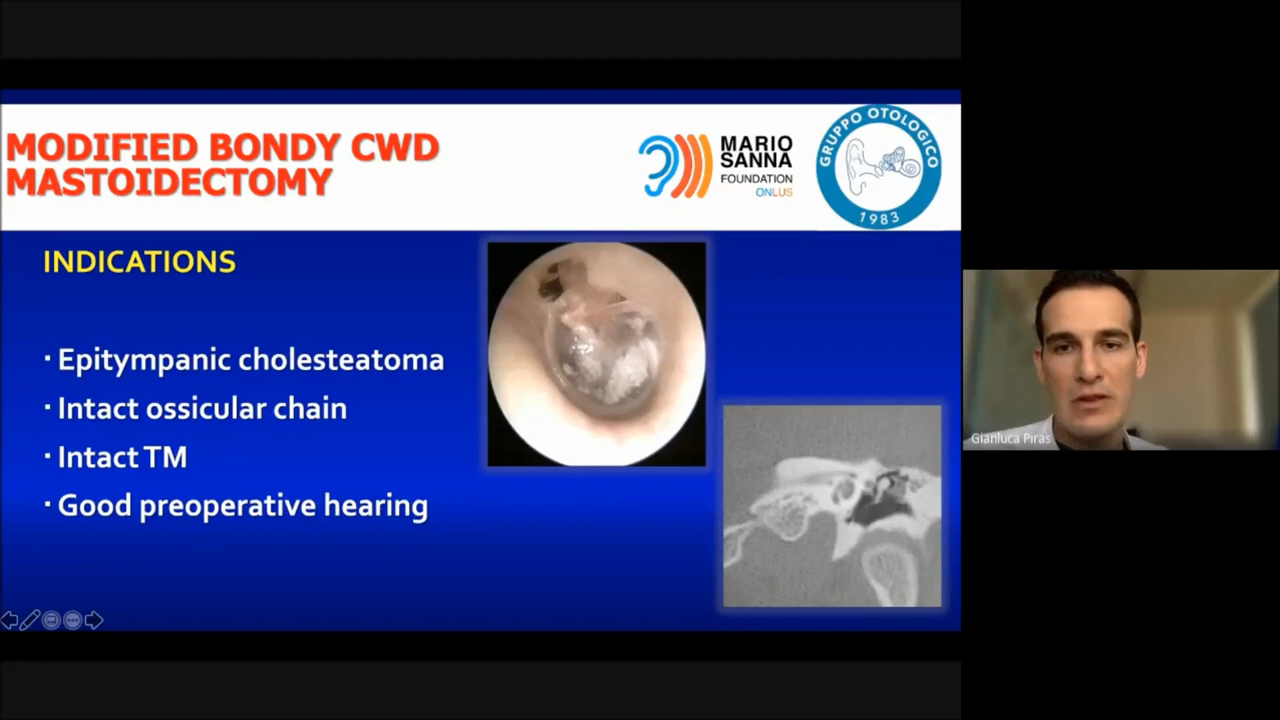 MODIFIED BONDY CWD
MASTOIDECTOMY
MARIO
SANNA
FOUNDATION
ONLUS
GRUPPO OTOLOGICO
1983
INDICATIONS
· Epitympanic cholesteatoma
· Intact ossicular chain
· Intact TM
· Good preoperative hearing
Gianluca Piras